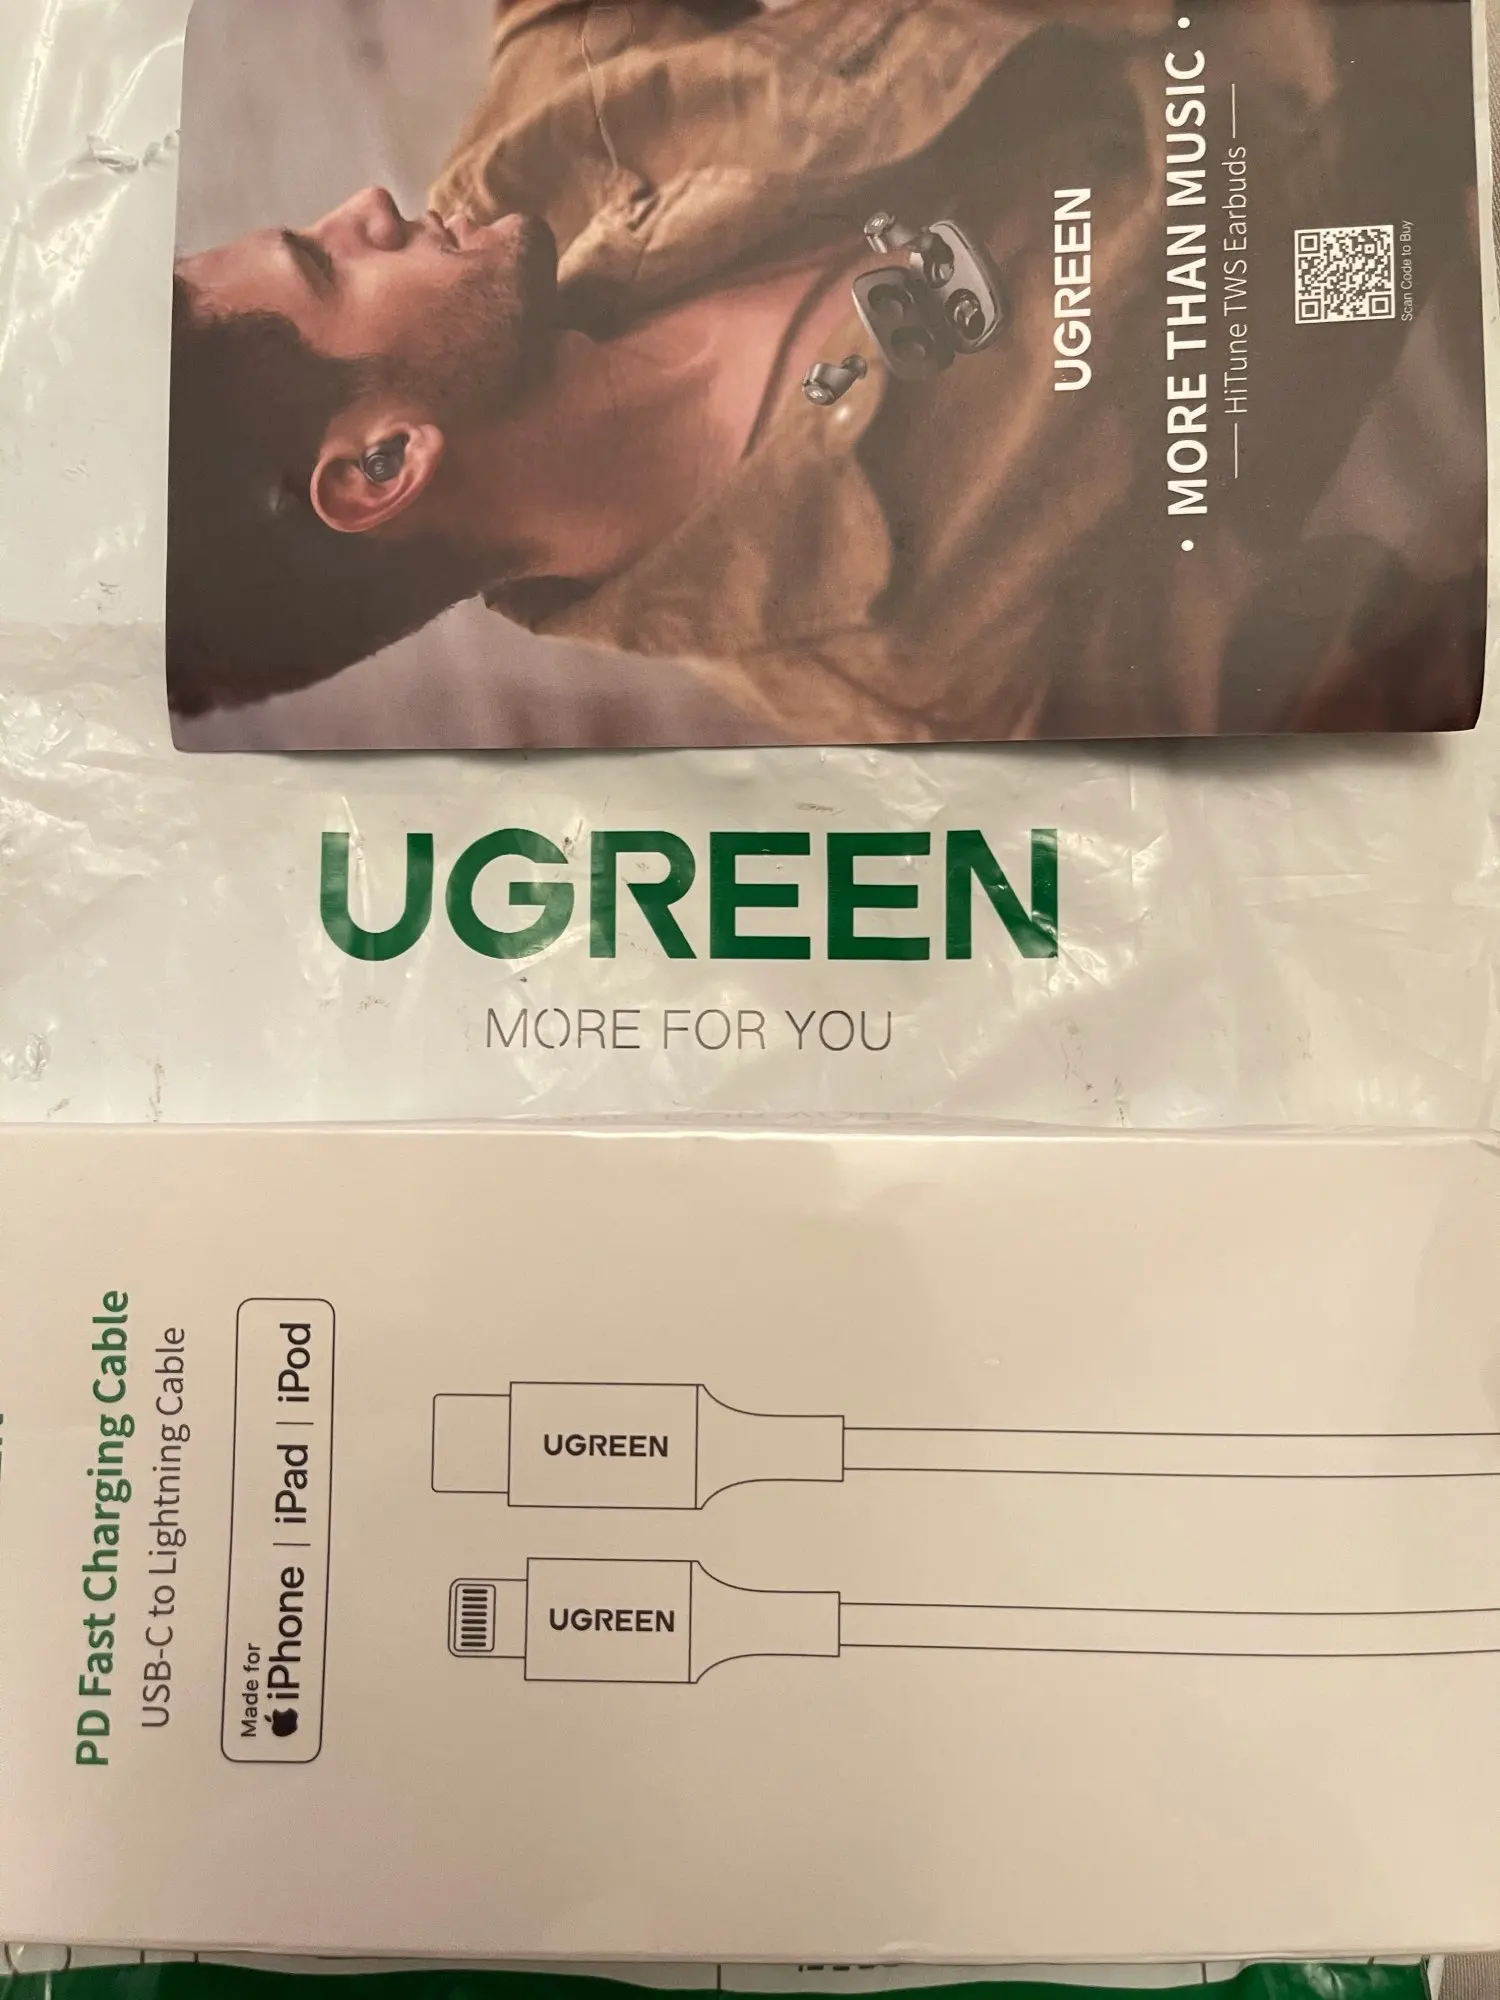 UGREEN
• MORE THAN MUSIC •
HiTune TWS Earbuds
Scan Code to Buy
UGREEN
MORE FOR YOU
PD Fast Charging Cable
USB-C to Lightning Cable
Made for
iPhone | iPad | iPod
UGREEN
UGREEN